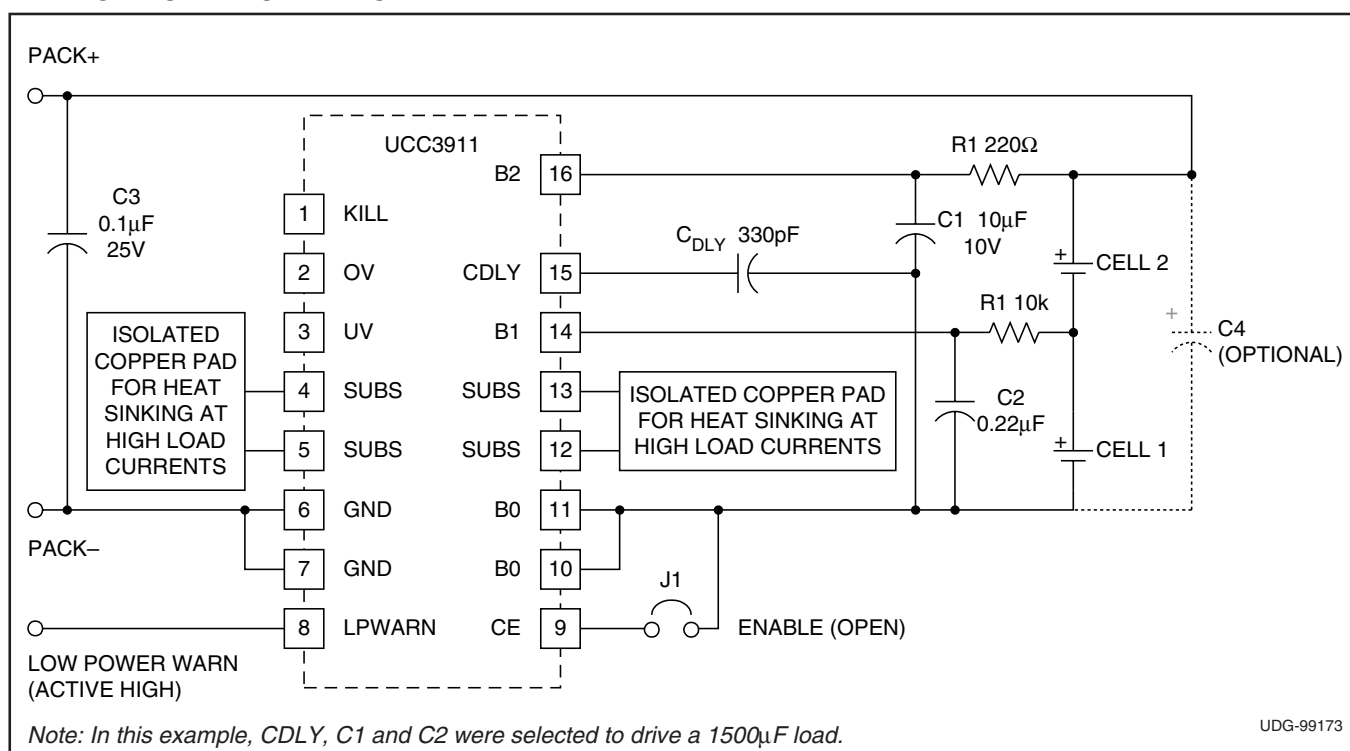 PACK+
UCC3911
C3
0.1μF
25V
1 KILL
2 OV
3 UV
4 SUBS
5 SUBS
6 GND
7 GND
8 LPWARN
B2 16
CDLY 15
B1 14
SUBS 13
SUBS 12
B0 11
B0 10
CE 9
ISOLATED
COPPER PAD
FOR HEAT
SINKING AT
HIGH LOAD
CURRENTS
PACK–
LOW POWER WARN
(ACTIVE HIGH)
R1 220Ω
C1 10μF
10V
CDLY 330pF
+
CELL 2
R1 10k
C2
0.22μF
+
CELL 1
+
C4
(OPTIONAL)
ISOLATED COPPER PAD
FOR HEAT SINKING AT
HIGH LOAD CURRENTS
J1
ENABLE (OPEN)
Note: In this example, CDLY, C1 and C2 were selected to drive a 1500μF load.
UDG-99173